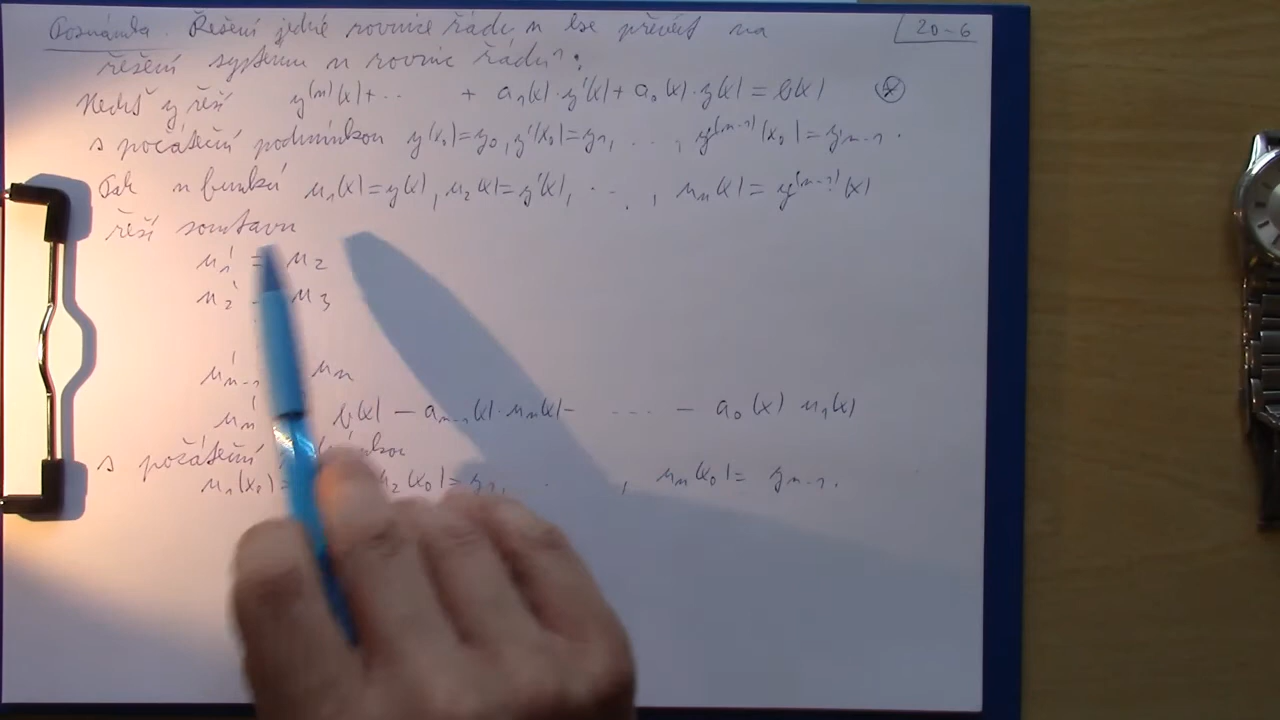 Poznámka. Řešení jedné rovnice řádu n lze převést na
20-6
řešení systemu n rovnic řádu 1:
Nechť y řeší y⁽ⁿ⁾(x)+ ·· + a₁(x)·y'(x)+ a₀(x)·y(x) = b(x) ⊛
s počáteční podmínkou y(x₀)=y₀, y'(x₀)=y₁, ..., y⁽ⁿ⁻¹⁾(x₀)=yₙ₋₁.
Pak n funkcí u₁(x)=y(x), u₂(x)=y'(x), ..., uₙ(x)=y⁽ⁿ⁻¹⁾(x)
řeší soustavu
u₁' = u₂
u₂' = u₃
uₙ₋₁' uₙ
uₙ' b(x) − aₙ₋₁(x)·uₙ(x)− ... − a₀(x) u₁(x)
s počáteční
u₁(x₀)= u₂(x₀)=y₁, . , uₙ(x₀)= yₙ₋₁.